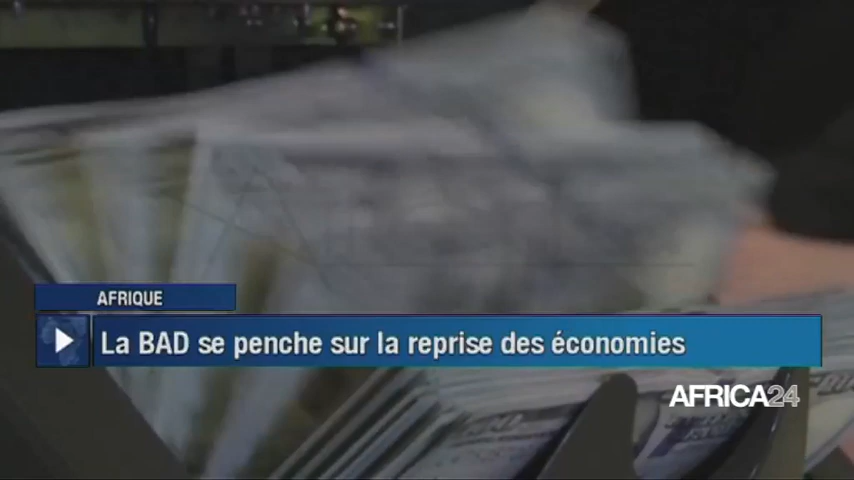 AFRIQUE
La BAD se penche sur la reprise des économies
AFRICA24